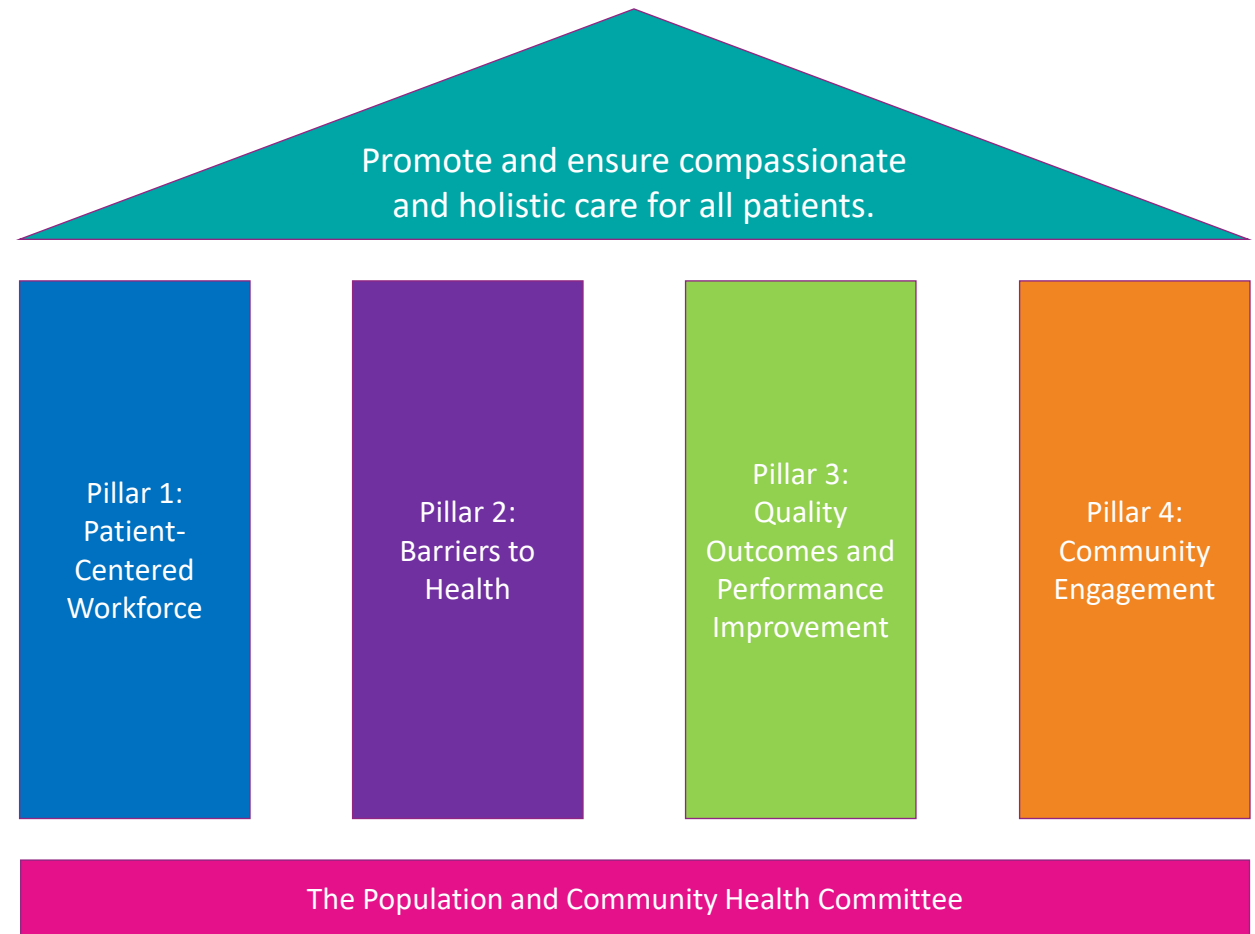 Promote and ensure compassionate
and holistic care for all patients.
Pillar 1:
Patient-
Centered
Workforce
Pillar 2:
Barriers to
Health
Pillar 3:
Quality
Outcomes and
Performance
Improvement
Pillar 4:
Community
Engagement
The Population and Community Health Committee